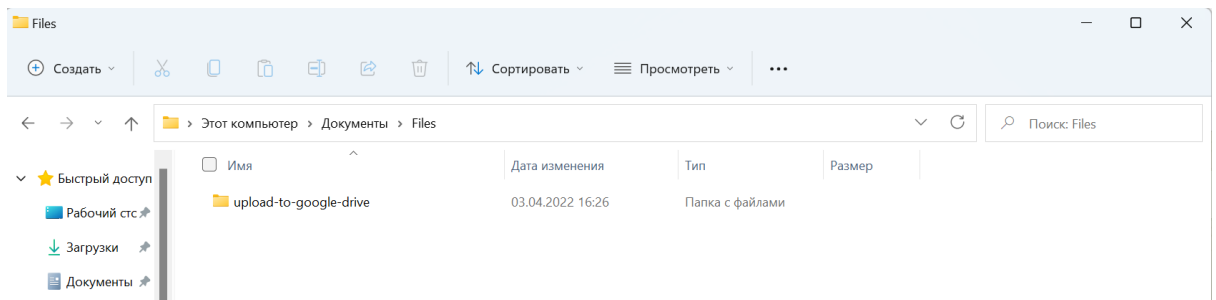 Files
Создать
Сортировать
Просмотреть
Этот компьютер > Документы > Files
Поиск: Files
Быстрый доступ
Рабочий стс
Загрузки
Документы
Имя
Дата изменения
Тип
Размер
upload-to-google-drive
03.04.2022 16:26
Папка с файлами